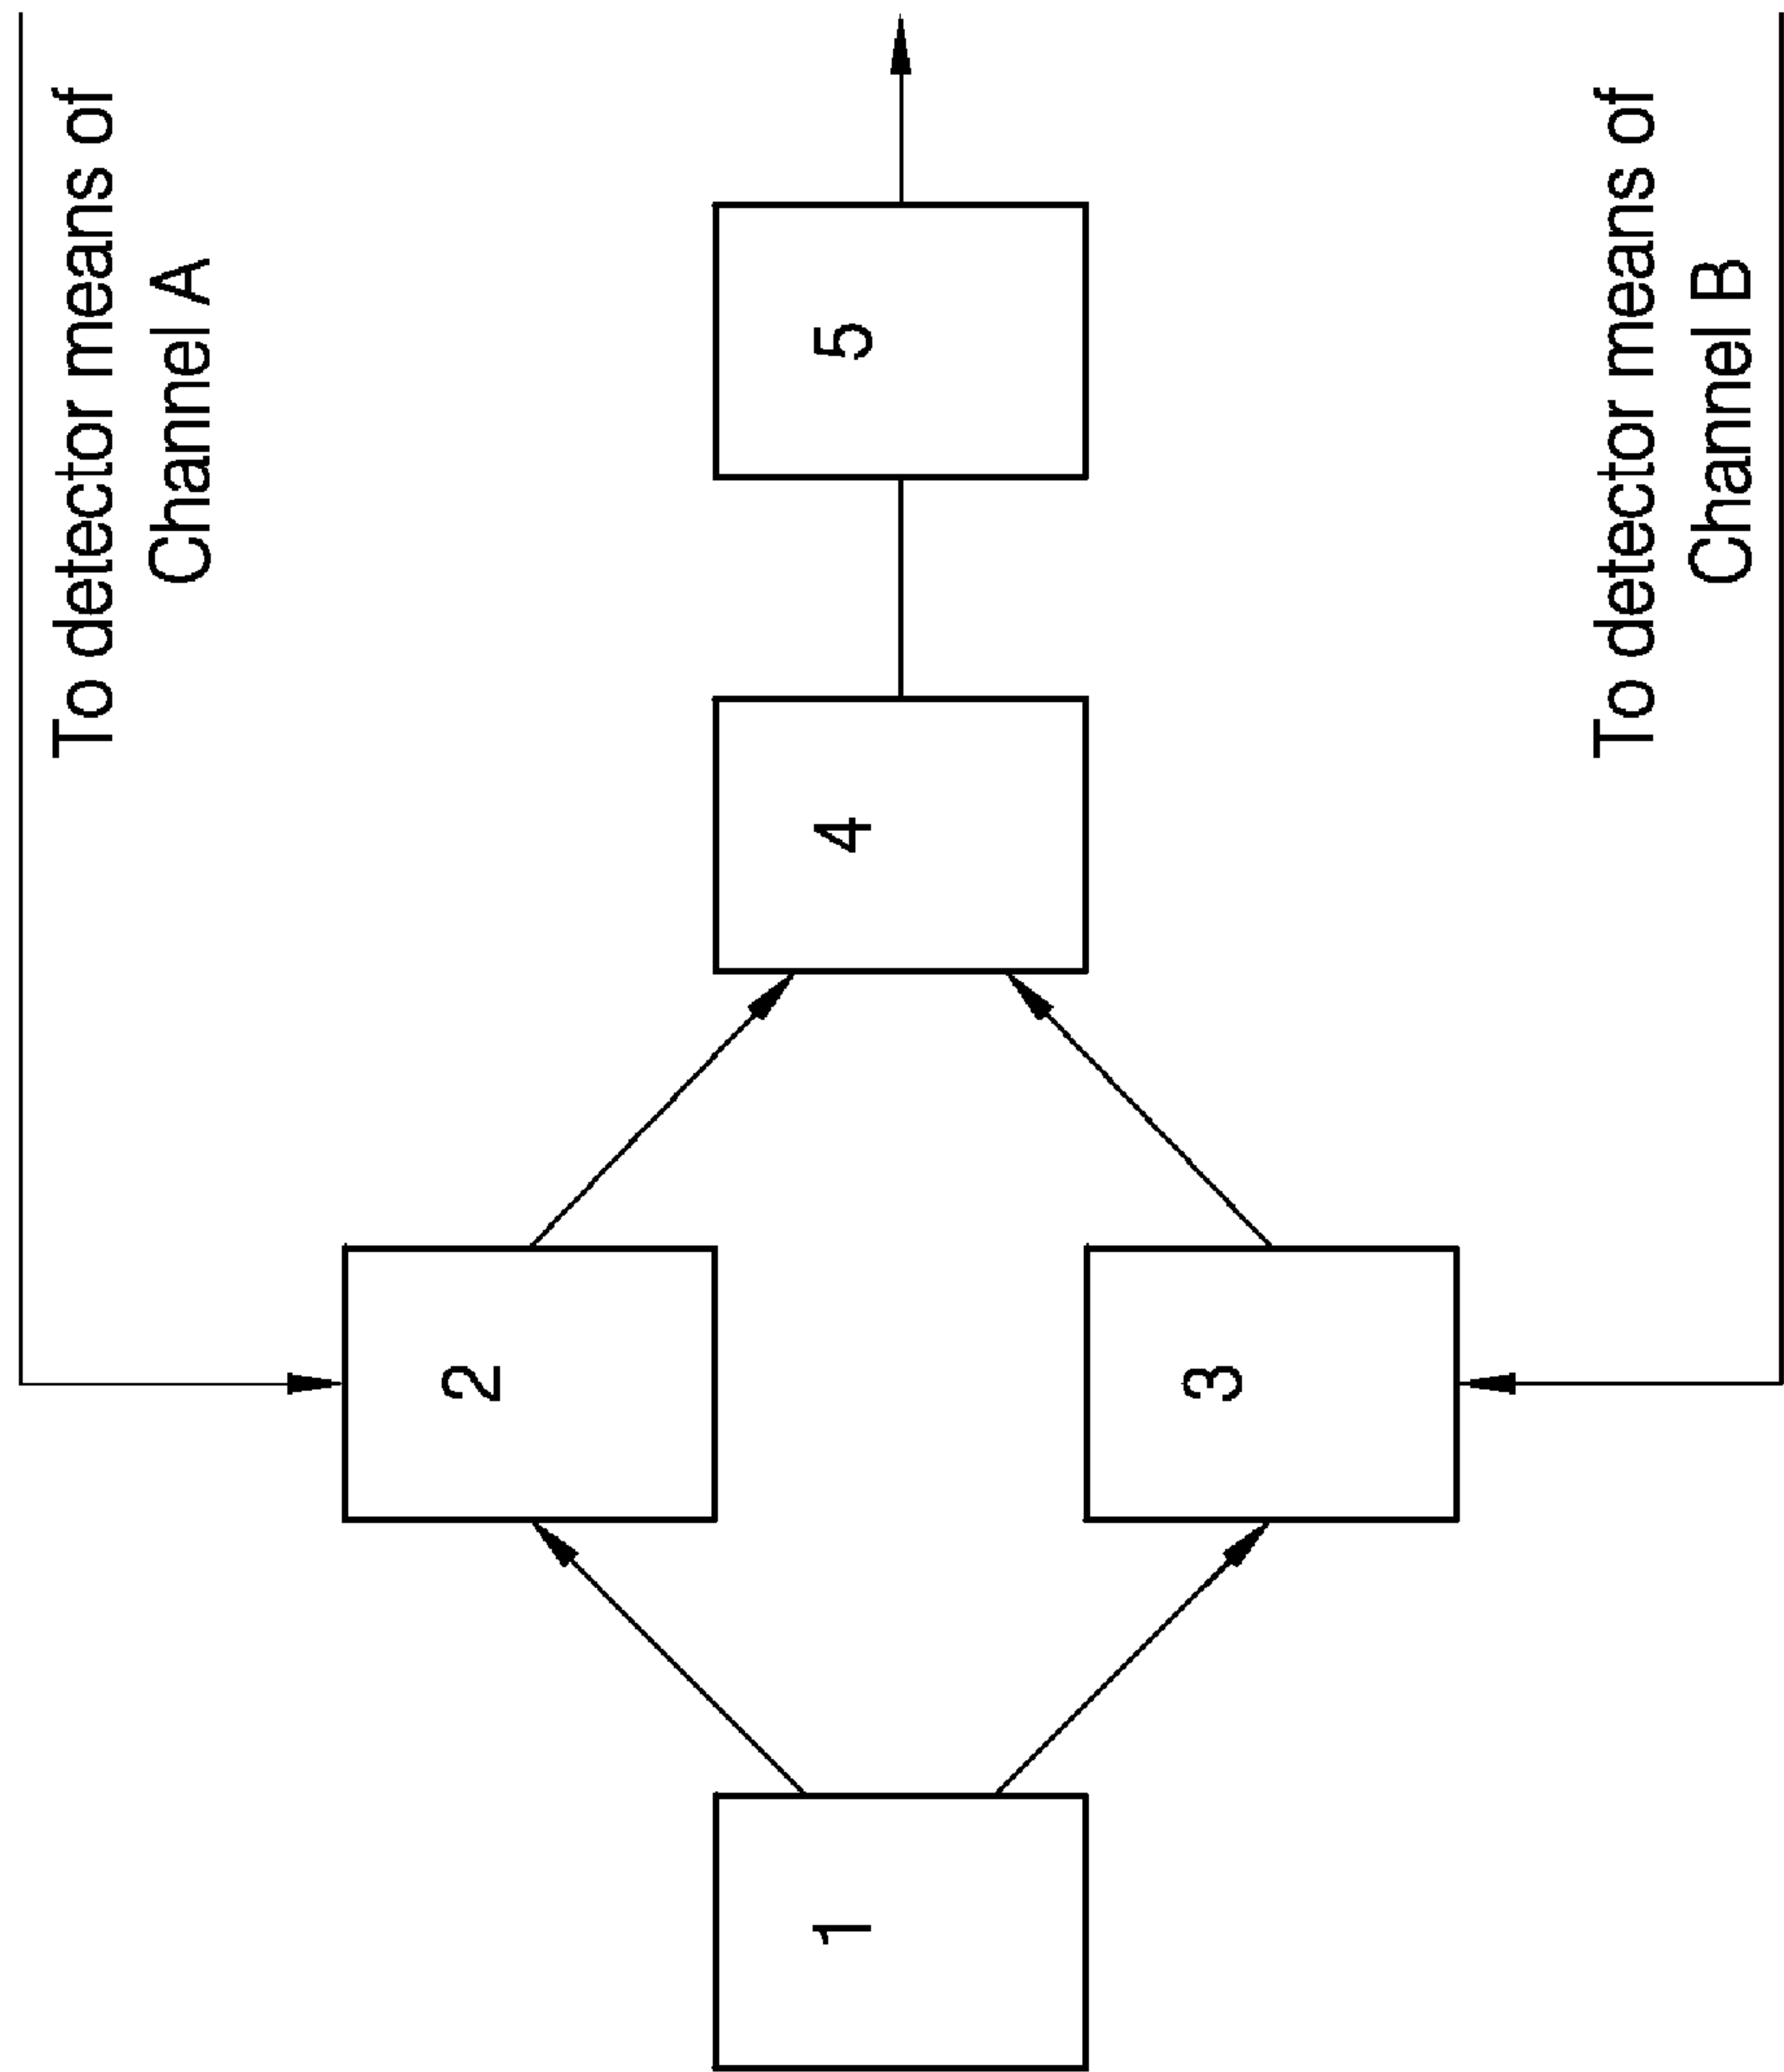 To detector means of
Channel A
2
1
4
5
3
To detector means of
Channel B